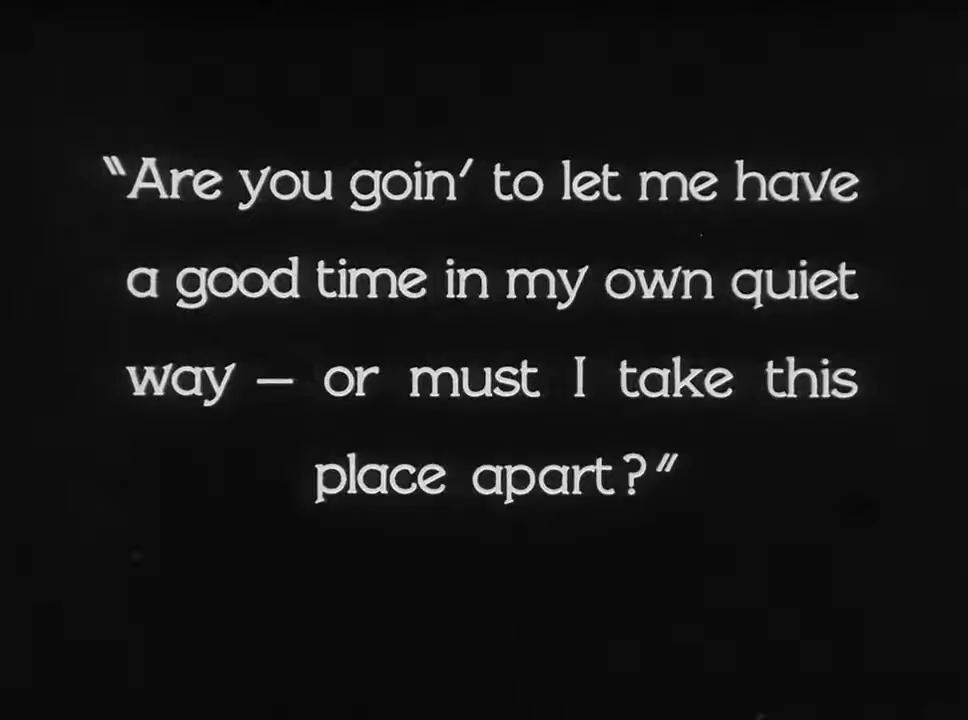 "Are you goin' to let me have
a good time in my own quiet
way — or must I take this
place apart?"